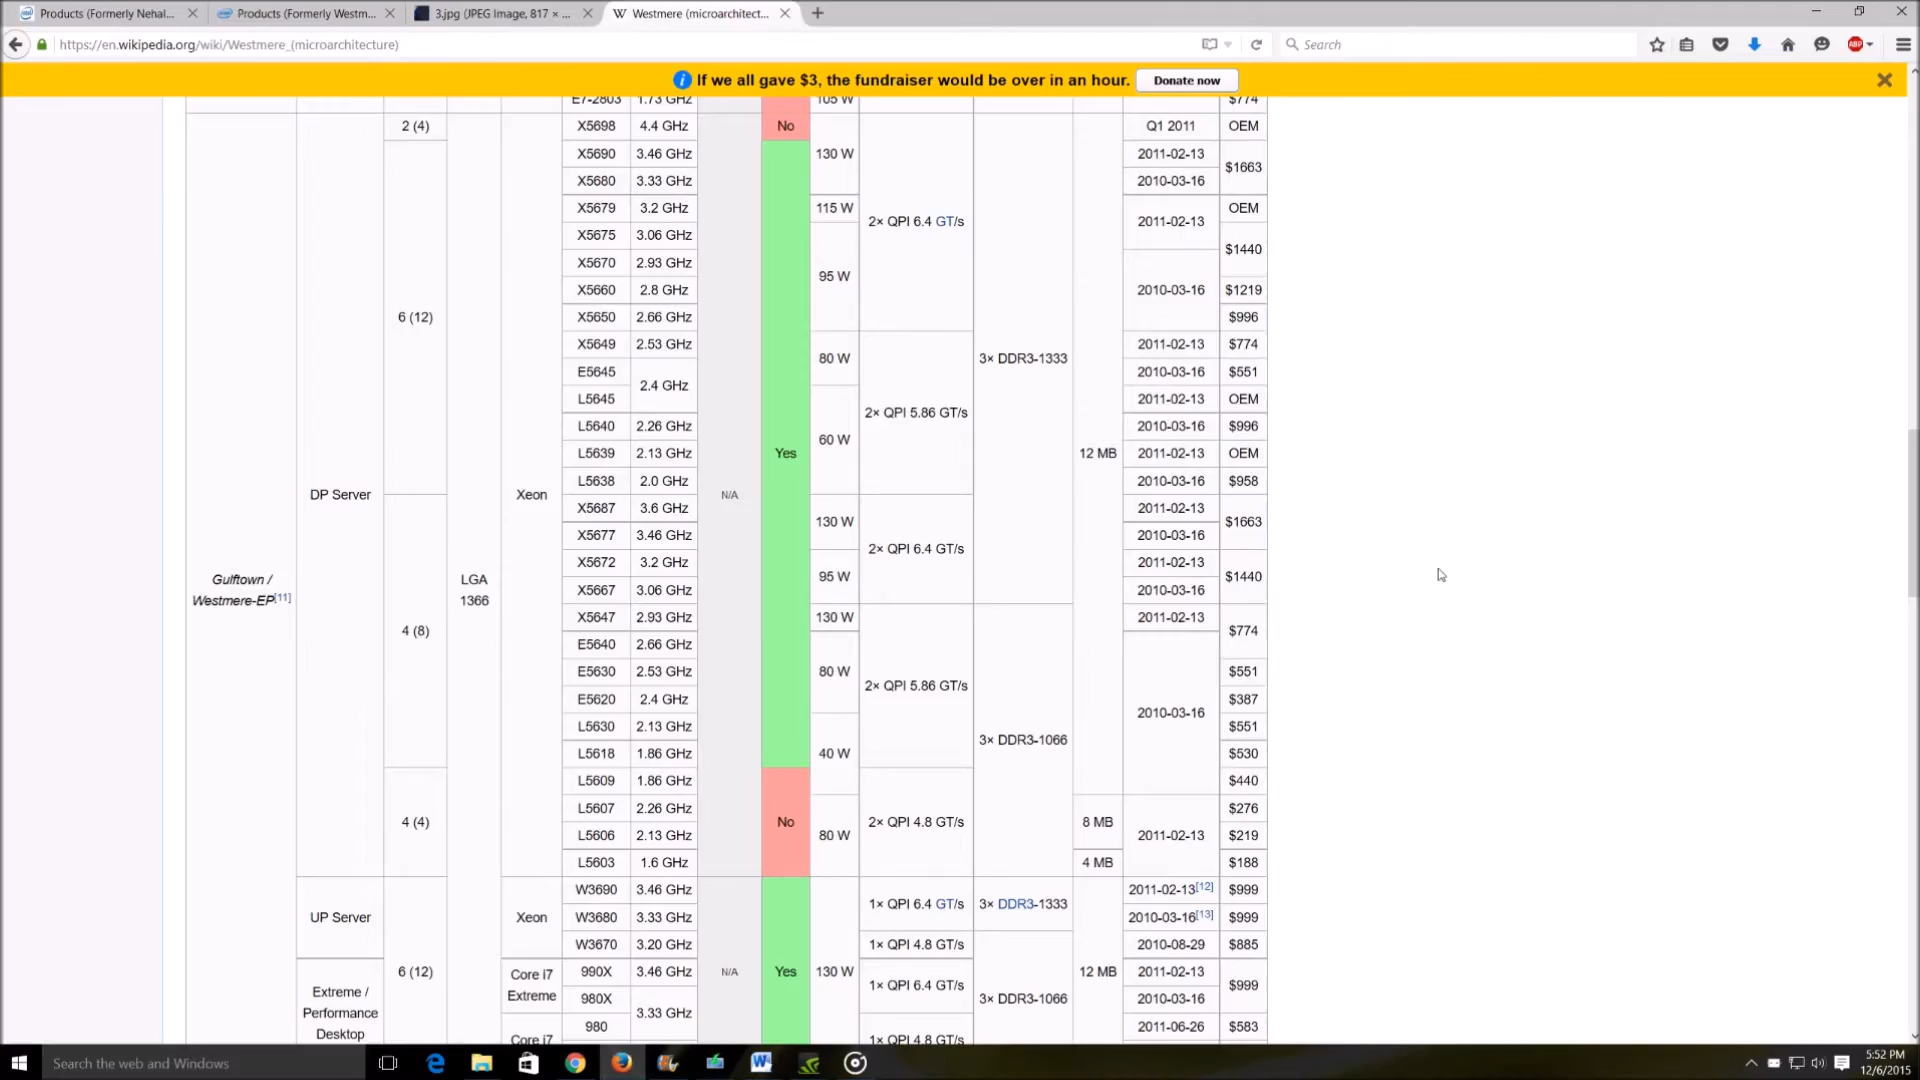 Products (Formerly Nehal...
Products (Formerly Westm...
3.jpg (JPEG Image, 817 × ...
W Westmere (microarchitect...
https://en.wikipedia.org/wiki/Westmere_(microarchitecture)
Search
ABP
If we all gave $3, the fundraiser would be over in an hour. Donate now
E7-2803 1.73 GHz 105 W $774
2 (4) X5698 4.4 GHz No Q1 2011 OEM
X5690 3.46 GHz 130 W 2011-02-13 $1663
X5680 3.33 GHz 2010-03-16
X5679 3.2 GHz 115 W 2× QPI 6.4 GT/s 2011-02-13 OEM
X5675 3.06 GHz $1440
X5670 2.93 GHz 95 W
X5660 2.8 GHz 2010-03-16 $1219
6 (12) X5650 2.66 GHz $996
X5649 2.53 GHz 80 W 3× DDR3-1333 2011-02-13 $774
E5645 2.4 GHz 2010-03-16 $551
L5645 2× QPI 5.86 GT/s 2011-02-13 OEM
L5640 2.26 GHz 60 W 2010-03-16 $996
L5639 2.13 GHz Yes 12 MB 2011-02-13 OEM
L5638 2.0 GHz 2010-03-16 $958
DP Server Xeon N/A
X5687 3.6 GHz 130 W 2011-02-13 $1663
X5677 3.46 GHz 2× QPI 6.4 GT/s 2010-03-16
X5672 3.2 GHz 95 W 2011-02-13 $1440
Gulftown / LGA X5667 3.06 GHz 2010-03-16
Westmere-EP[11] 1366
4 (8) X5647 2.93 GHz 130 W 2011-02-13 $774
E5640 2.66 GHz
E5630 2.53 GHz 80 W 2× QPI 5.86 GT/s $551
E5620 2.4 GHz 2010-03-16 $387
L5630 2.13 GHz 3× DDR3-1066 $551
L5618 1.86 GHz 40 W $530
L5609 1.86 GHz $440
4 (4) L5607 2.26 GHz No 2× QPI 4.8 GT/s 8 MB $276
L5606 2.13 GHz 80 W 2011-02-13 $219
L5603 1.6 GHz 4 MB $188
W3690 3.46 GHz 1× QPI 6.4 GT/s 3× DDR3-1333 2011-02-13[12] $999
UP Server Xeon W3680 3.33 GHz 2010-03-16[13] $999
W3670 3.20 GHz 1× QPI 4.8 GT/s 2010-08-29 $885
6 (12) Core i7 990X 3.46 GHz N/A Yes 130 W 12 MB 2011-02-13 $999
Extreme / Extreme 980X 3.33 GHz 1× QPI 6.4 GT/s 3× DDR3-1066 2010-03-16
Performance
Desktop Core i7 980 1× QPI 4.8 GT/s 2011-06-26 $583
Search the web and Windows
5:52 PM
12/6/2015